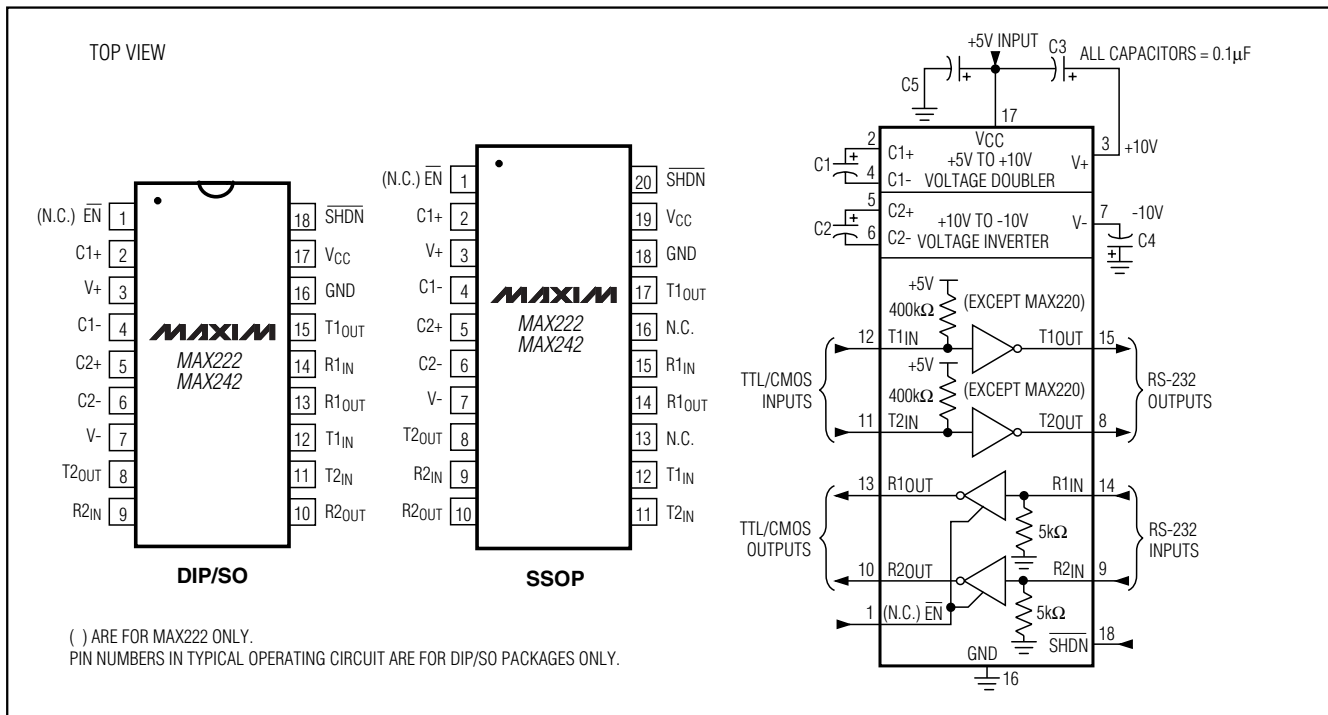 TOP VIEW
DIP/SO
(N.C.) E̅N̅ 1
C1+ 2
V+ 3
C1- 4
C2+ 5
C2- 6
V- 7
T2OUT 8
R2IN 9
18 S̅H̅D̅N̅
17 VCC
16 GND
15 T1OUT
14 R1IN
13 R1OUT
12 T1IN
11 T2IN
10 R2OUT
MAXIM
MAX222
MAX242
SSOP
(N.C.) E̅N̅ 1
C1+ 2
V+ 3
C1- 4
C2+ 5
C2- 6
V- 7
T2OUT 8
R2IN 9
R2OUT 10
20 S̅H̅D̅N̅
19 VCC
18 GND
17 T1OUT
16 N.C.
15 R1IN
14 R1OUT
13 N.C.
12 T1IN
11 T2IN
MAXIM
MAX222
MAX242
( ) ARE FOR MAX222 ONLY.
PIN NUMBERS IN TYPICAL OPERATING CIRCUIT ARE FOR DIP/SO PACKAGES ONLY.
+5V INPUT
C3
ALL CAPACITORS = 0.1μF
C5
+
+
17
VCC
2
C1+
+5V TO +10V
VOLTAGE DOUBLER
V+
3
+10V
C1
+
4
C1-
5
C2+
+10V TO -10V
VOLTAGE INVERTER
V-
7
-10V
C2
+
6
C2-
C4
+
+5V
400kΩ
(EXCEPT MAX220)
12
T1IN
T1OUT
15
TTL/CMOS
INPUTS
+5V
400kΩ
(EXCEPT MAX220)
RS-232
OUTPUTS
11
T2IN
T2OUT
8
13
R1OUT
R1IN
14
TTL/CMOS
OUTPUTS
5kΩ
RS-232
INPUTS
10
R2OUT
R2IN
9
5kΩ
1
(N.C.) E̅N̅
S̅H̅D̅N̅
18
GND
16